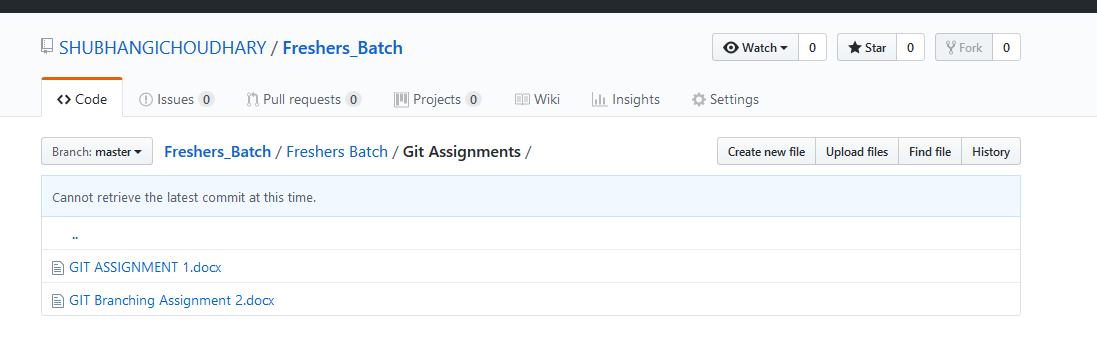 SHUBHANGICHOUDHARY / Freshers_Batch
Watch 0 Star 0 Fork 0
Code Issues 0 Pull requests 0 Projects 0 Wiki Insights Settings
Branch: master Freshers_Batch / Freshers Batch / Git Assignments / Create new file Upload files Find file History
Cannot retrieve the latest commit at this time.
..
GIT ASSIGNMENT 1.docx
GIT Branching Assignment 2.docx